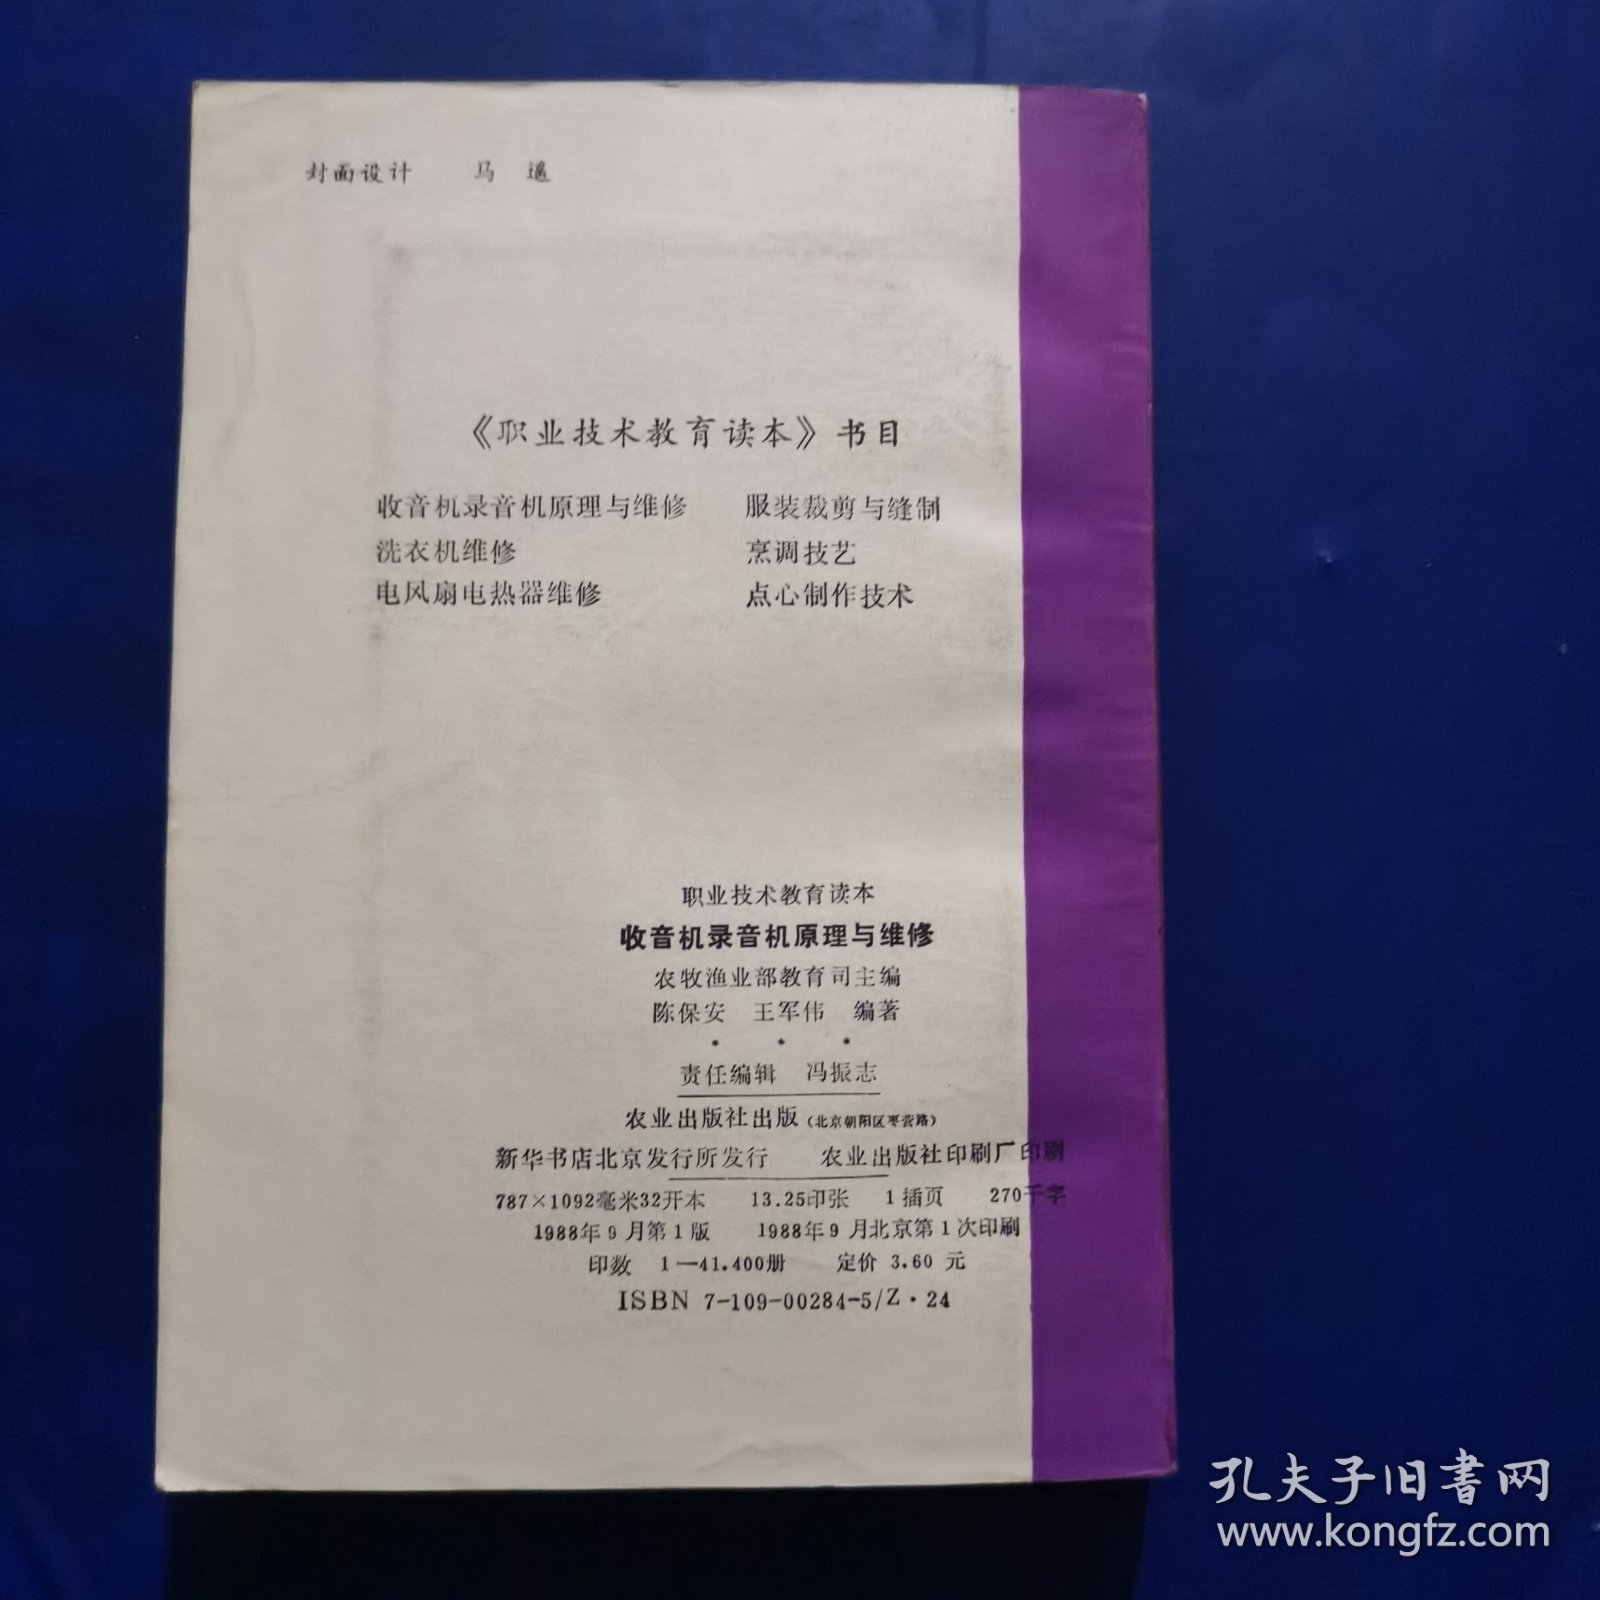 封面设计 马遥
《职业技术教育读本》书目
收音机录音机原理与维修 服装裁剪与缝制
洗衣机维修 烹调技艺
电风扇电热器维修 点心制作技术
职业技术教育读本
收音机录音机原理与维修
农牧渔业部教育司主编
陈保安 王军伟 编著
* * *
责任编辑 冯振志
农业出版社出版（北京朝阳区枣营路）
新华书店北京发行所发行 农业出版社印刷厂印刷
787×1092毫米32开本 13.25印张 1插页 270千字
1988年9月第1版 1988年9月北京第1次印刷
印数 1—41.400册 定价 3.60 元
ISBN 7-109-00284-5/Z·24
孔夫子旧书网
www.kongfz.com